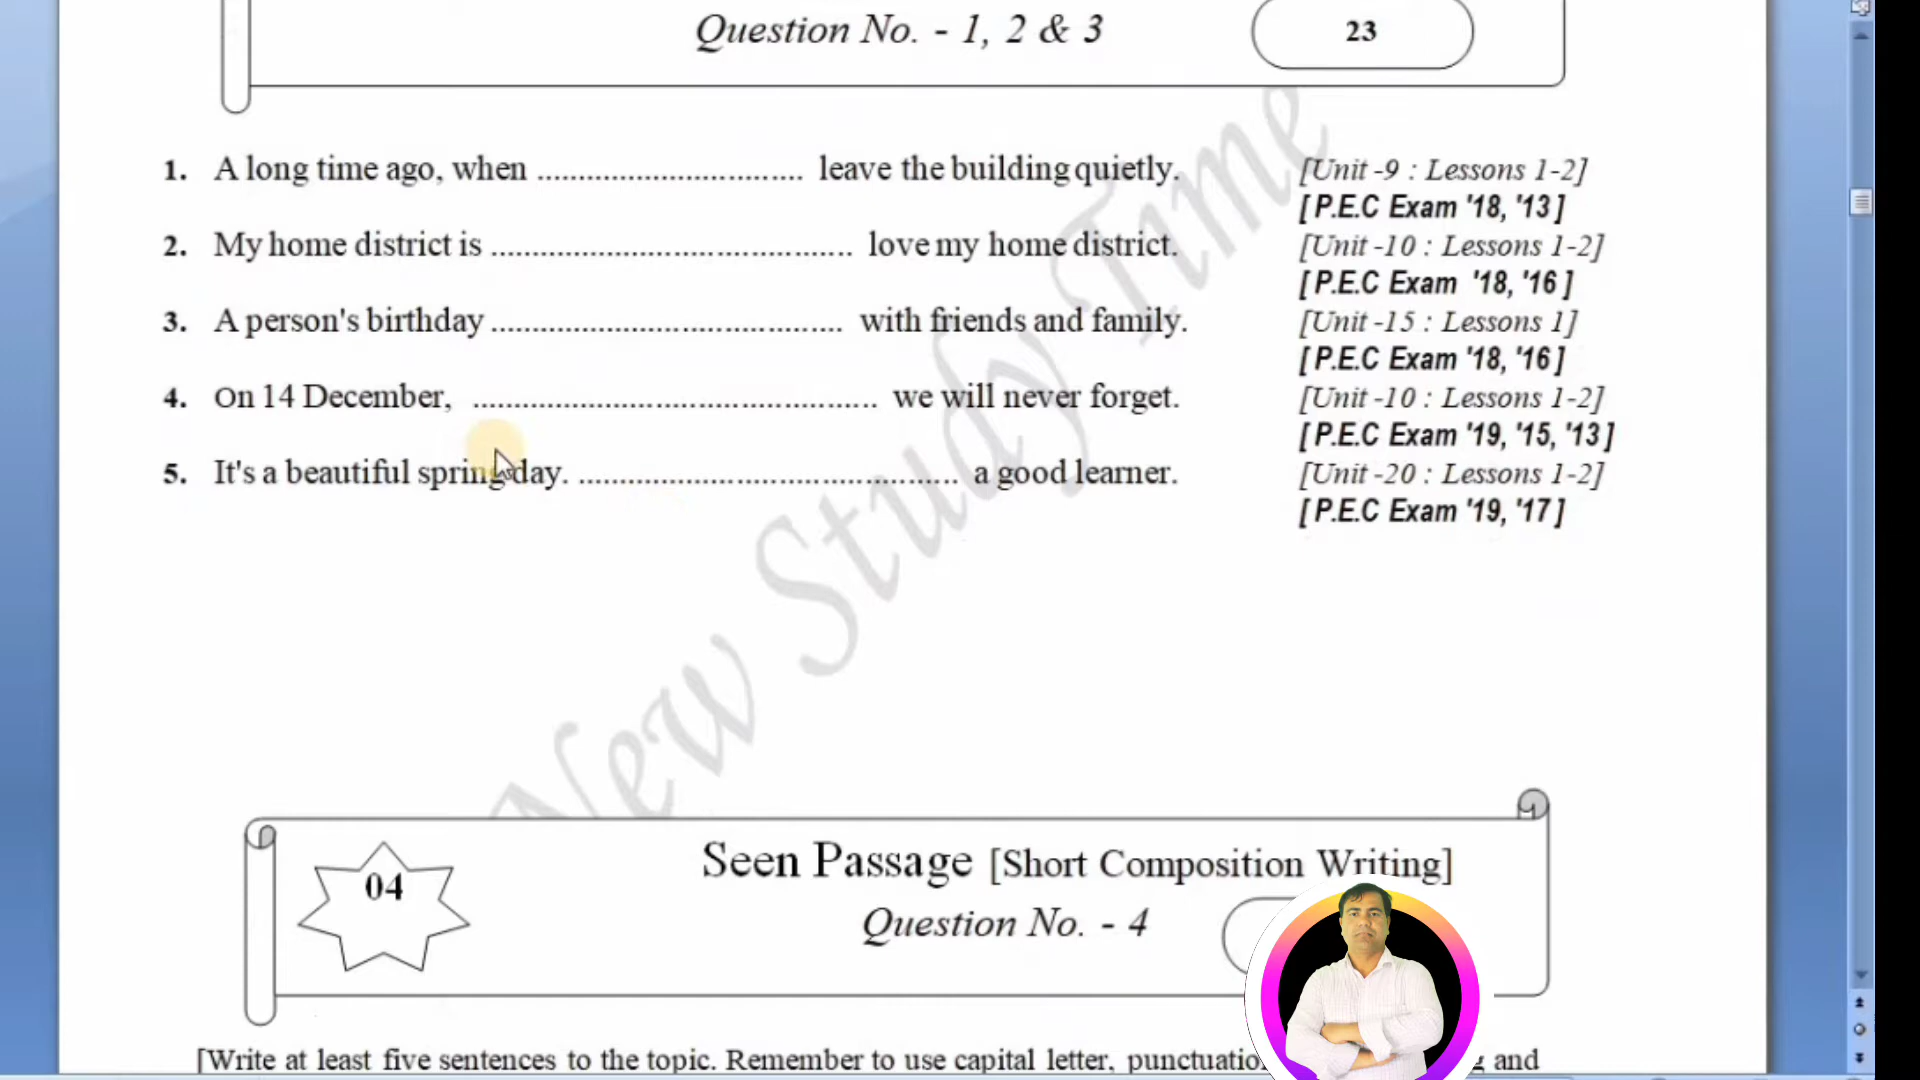 Question No. - 1, 2 & 3
23
1. A long time ago, when ................................ leave the building quietly. [Unit -9 : Lessons 1-2]
[ P.E.C Exam '18, '13 ]
2. My home district is ............................................ love my home district. [Unit -10 : Lessons 1-2]
[ P.E.C Exam '18, '16 ]
3. A person's birthday ........................................... with friends and family. [Unit -15 : Lessons 1]
[ P.E.C Exam '18, '16 ]
4. On 14 December, ................................................. we will never forget. [Unit -10 : Lessons 1-2]
[ P.E.C Exam '19, '15, '13 ]
5. It's a beautiful spring day. .............................................. a good learner. [Unit -20 : Lessons 1-2]
[ P.E.C Exam '19, '17 ]
New Study Time
04
Seen Passage [Short Composition Writing]
Question No. - 4
[Write at least five sentences to the topic. Remember to use capital letter, and